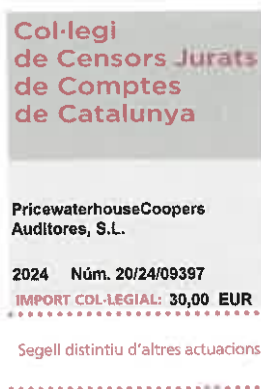 Col·legi
de Censors Jurats
de Comptes
de Catalunya
PricewaterhouseCoopers
Auditores, S.L.
2024 Núm. 20/24/09397
IMPORT COL·LEGIAL: 30,00 EUR
Segell distintiu d'altres actuacions